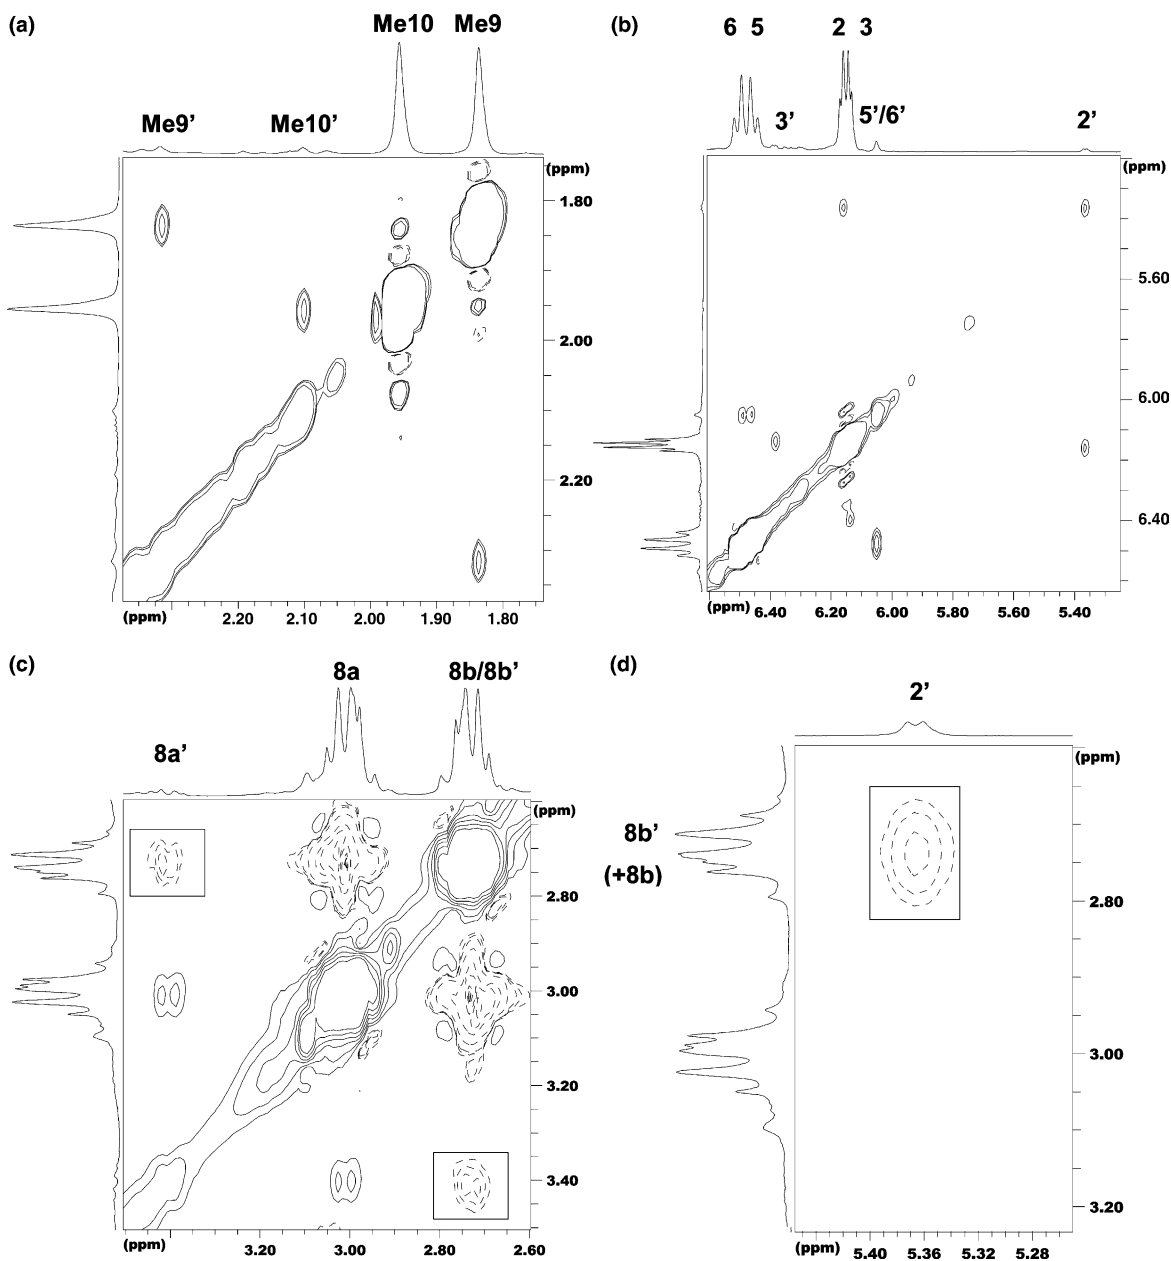 (a)
Me10 Me9
Me9’ Me10’
(ppm)
1.80
2.00
2.20
(ppm) 2.20 2.10 2.00 1.90 1.80
(b)
6 5 2 3
3’ 5’/6’ 2’
(ppm)
5.60
6.00
6.40
(ppm) 6.40 6.20 6.00 5.80 5.60 5.40
(c)
8a 8b/8b’
8a’
(ppm)
2.80
3.00
3.20
3.40
(ppm) 3.20 3.00 2.80 2.60
(d)
2’
(ppm)
8b’
(+8b)
2.80
3.00
3.20
(ppm) 5.40 5.36 5.32 5.28